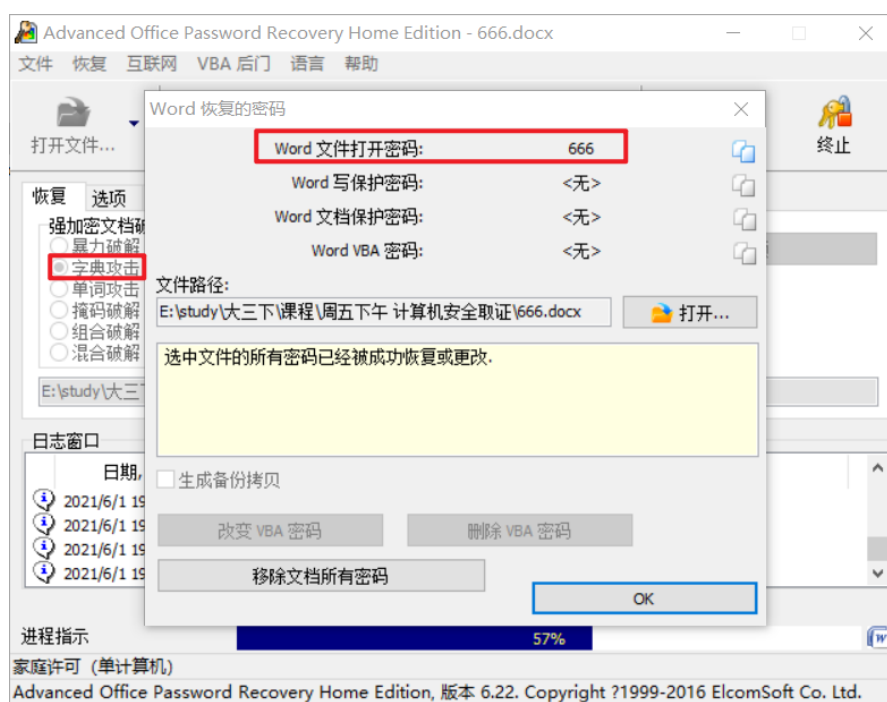 Advanced Office Password Recovery Home Edition - 666.docx
文件 恢复 互联网 VBA 后门 语言 帮助
打开文件...
终止
Word 恢复的密码
Word 文件打开密码: 666
Word 写保护密码: <无>
Word 文档保护密码: <无>
Word VBA 密码: <无>
文件路径:
E:\study\大三下\课程\周五下午 计算机安全取证\666.docx
打开...
选中文件的所有密码已经被成功恢复或更改.
生成备份拷贝
改变 VBA 密码 删除 VBA 密码
移除文档所有密码
OK
恢复 选项
强加密文档破
暴力破解
字典攻击
单词攻击
掩码破解
组合破解
混合破解
E:\study\大三下
日志窗口
日期,
2021/6/1 19
2021/6/1 19
2021/6/1 19
2021/6/1 19
进程指示 57%
家庭许可 (单计算机)
Advanced Office Password Recovery Home Edition, 版本 6.22. Copyright ?1999-2016 ElcomSoft Co. Ltd.